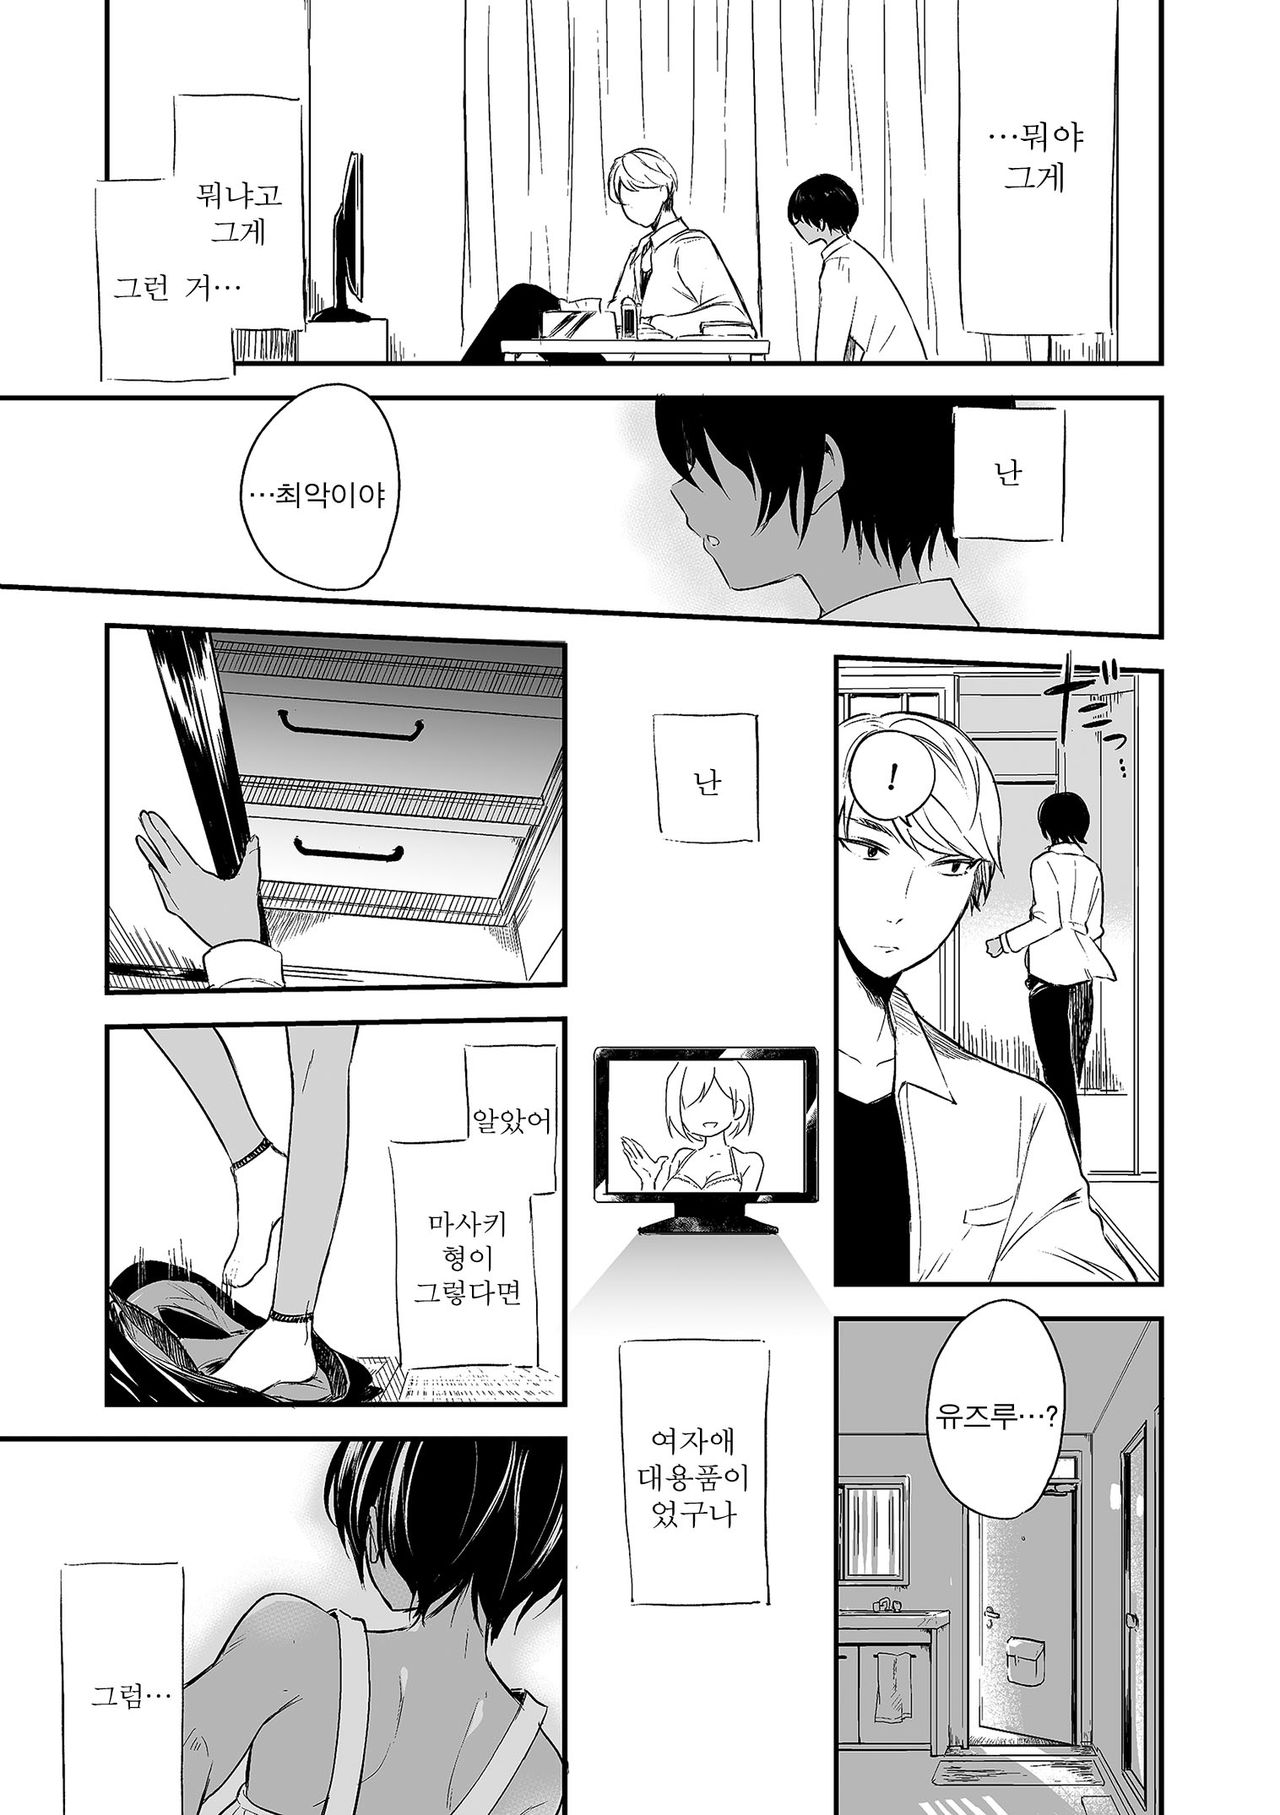 …뭐야
그게
뭐냐고
그게
그런 거…
난
…최악이야
!
유즈루…?
난
여자애
대용품이
었구나
알았어
마사키
형이
그렇다면
그럼…